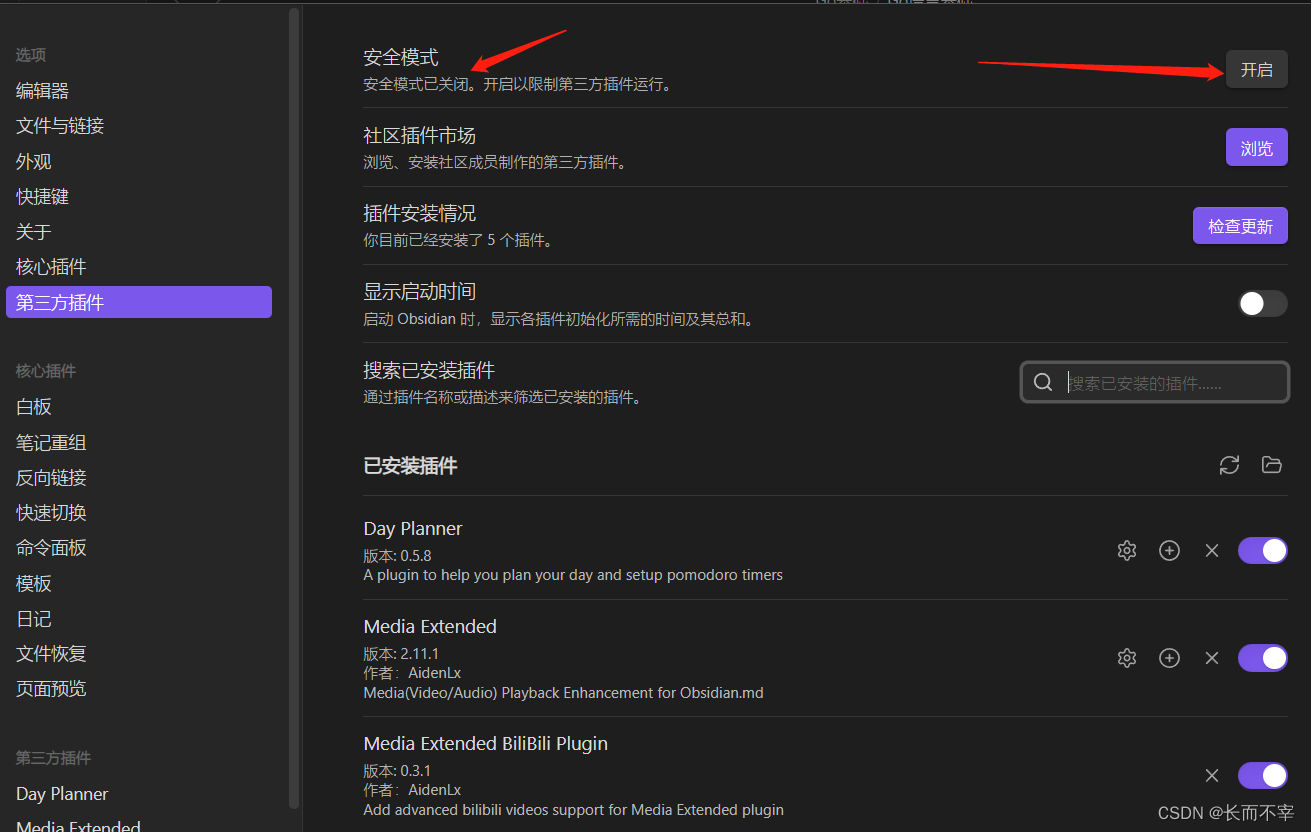 选项
编辑器
文件与链接
外观
快捷键
关于
核心插件
第三方插件
核心插件
白板
笔记重组
反向链接
快速切换
命令面板
模板
日记
文件恢复
页面预览
第三方插件
Day Planner
Media Extended
安全模式
安全模式已关闭。开启以限制第三方插件运行。
开启
社区插件市场
浏览、安装社区成员制作的第三方插件。
浏览
插件安装情况
你目前已经安装了 5 个插件。
检查更新
显示启动时间
启动 Obsidian 时，显示各插件初始化所需的时间及其总和。
搜索已安装插件
通过插件名称或描述来筛选已安装的插件。
搜索已安装的插件......
已安装插件
Day Planner
版本: 0.5.8
A plugin to help you plan your day and setup pomodoro timers
Media Extended
版本: 2.11.1
作者：AidenLx
Media(Video/Audio) Playback Enhancement for Obsidian.md
Media Extended BiliBili Plugin
版本: 0.3.1
作者：AidenLx
Add advanced bilibili videos support for Media Extended plugin
CSDN @长而不宰